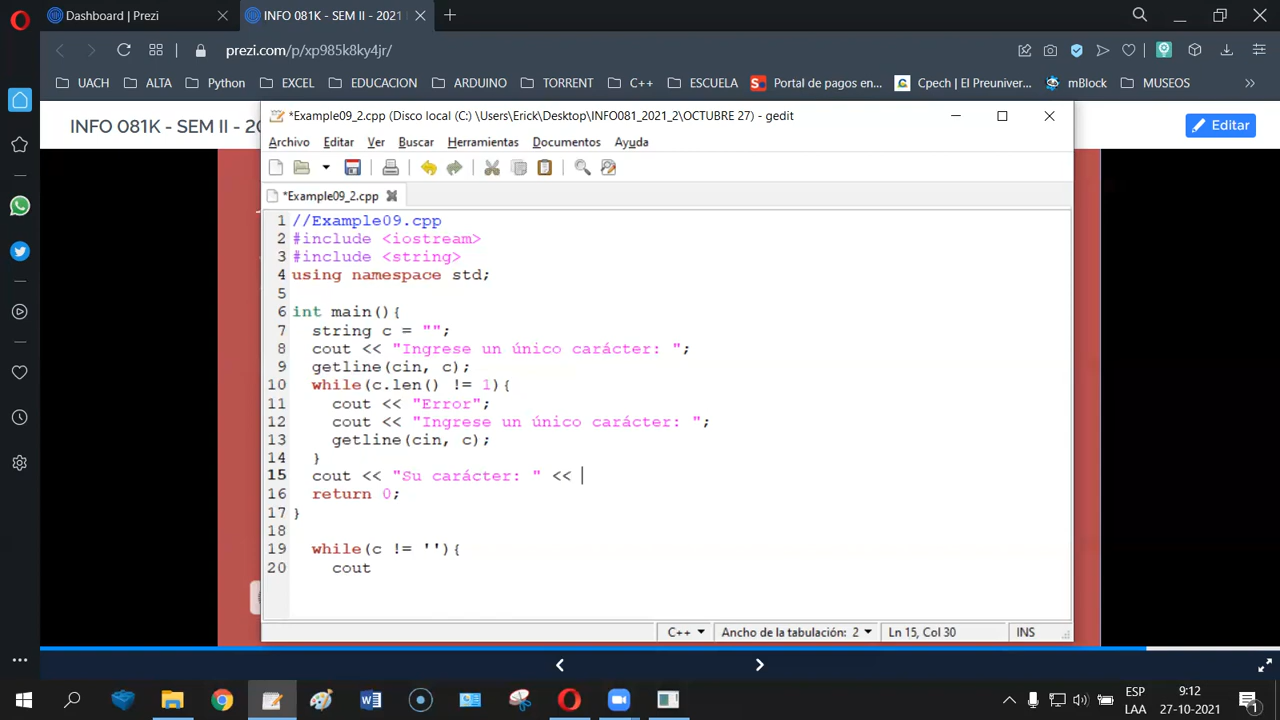 Dashboard | Prezi
INFO 081K - SEM II - 2021
prezi.com/p/xp985k8ky4jr/
UACH
ALTA
Python
EXCEL
EDUCACION
ARDUINO
TORRENT
C++
ESCUELA
Portal de pagos en...
Cpech | El Preuniver...
mBlock
MUSEOS
INFO 081K - SEM II - 20
Editar
*Example09_2.cpp (Disco local (C:) \Users\Erick\Desktop\INFO081_2021_2\OCTUBRE 27) - gedit
Archivo Editar Ver Buscar Herramientas Documentos Ayuda
*Example09_2.cpp
1 //Example09.cpp
2 #include <iostream>
3 #include <string>
4 using namespace std;
5
6 int main(){
7 string c = "";
8 cout << "Ingrese un único carácter: ";
9 getline(cin, c);
10 while(c.len() != 1){
11 cout << "Error";
12 cout << "Ingrese un único carácter: ";
13 getline(cin, c);
14 }
15 cout << "Su carácter: " <<
16 return 0;
17 }
18
19 while(c != ''){
20 cout
C++ Ancho de la tabulación: 2 Ln 15, Col 30 INS
ESP
LAA
9:12
27-10-2021
1